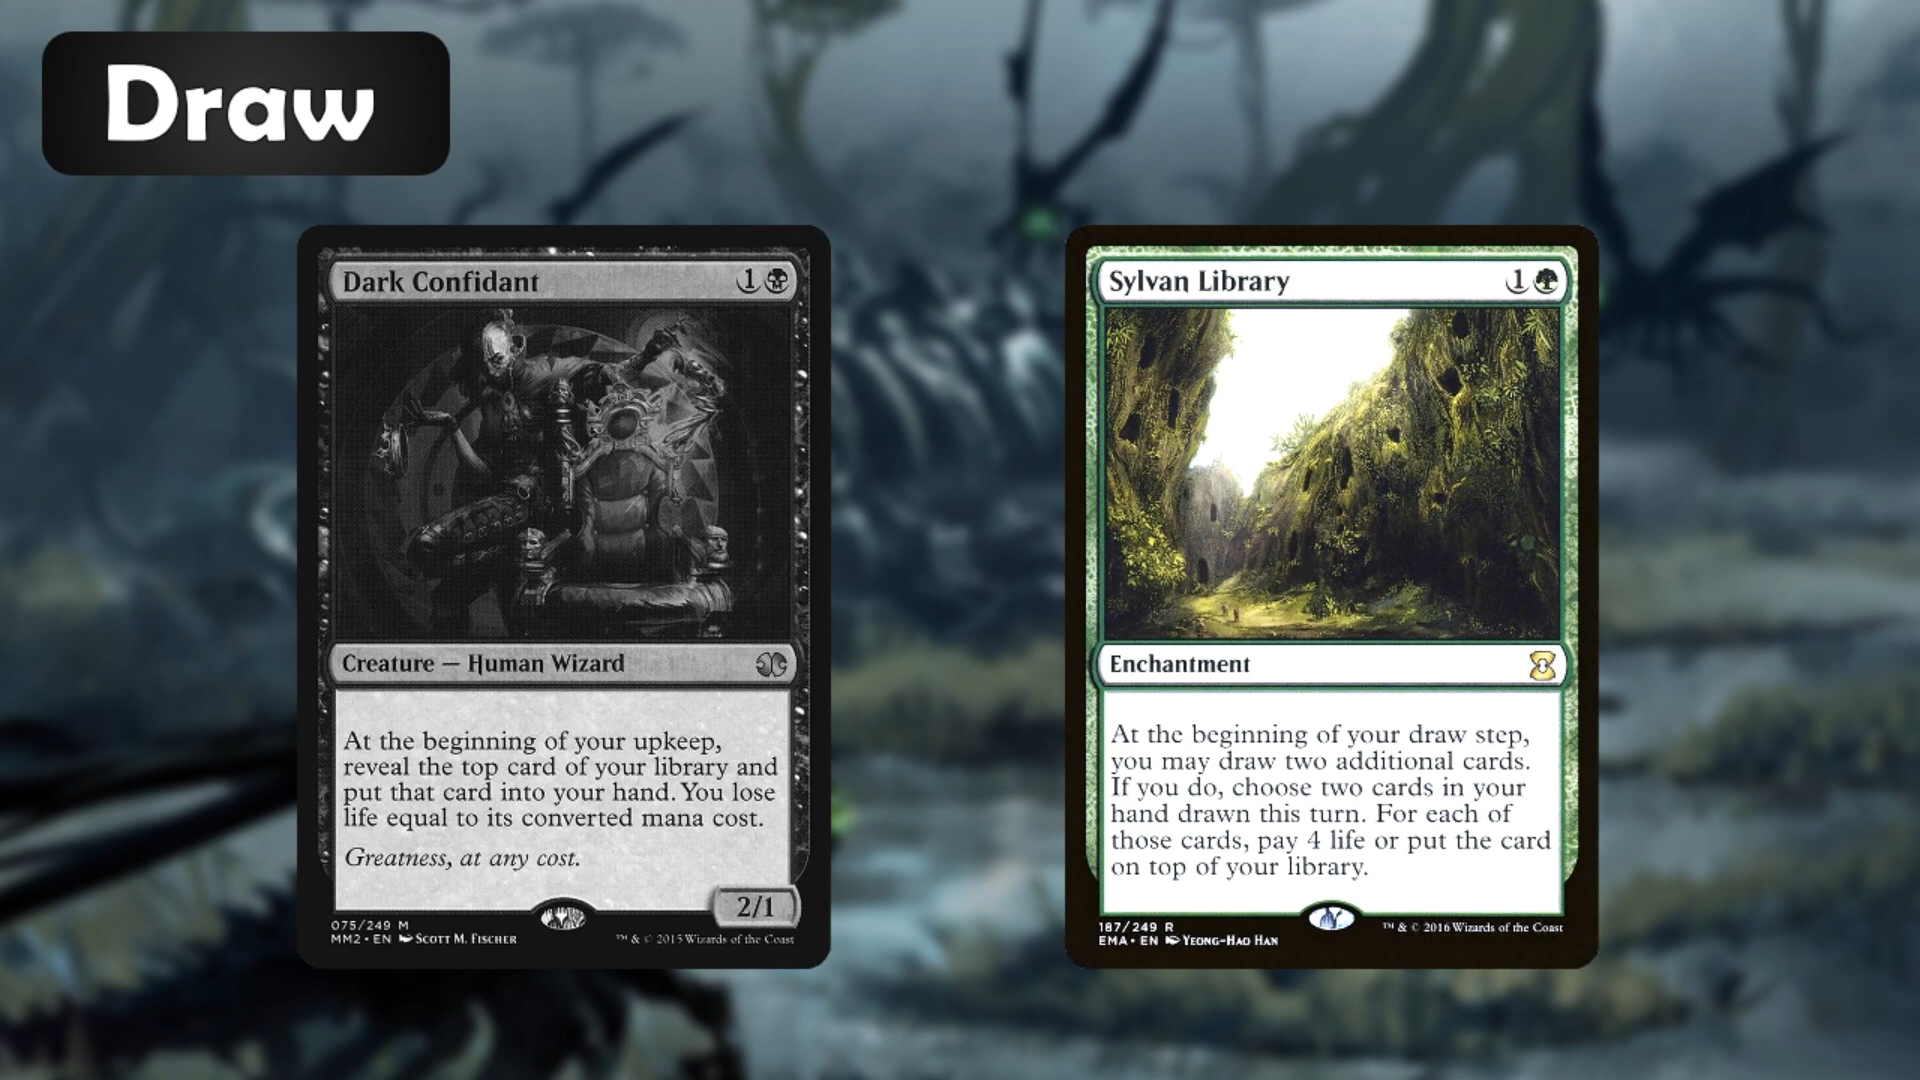 Draw
Dark Confidant 1
Creature — Human Wizard
At the beginning of your upkeep,
reveal the top card of your library and
put that card into your hand. You lose
life equal to its converted mana cost.
Greatness, at any cost.
2/1
075/249 M
MM2 • EN Scott M. Fischer
™ & © 2015 Wizards of the Coast
Sylvan Library 1
Enchantment
At the beginning of your draw step,
you may draw two additional cards.
If you do, choose two cards in your
hand drawn this turn. For each of
those cards, pay 4 life or put the card
on top of your library.
187/249 R
EMA • EN Yeong-Hao Han
™ & © 2016 Wizards of the Coast